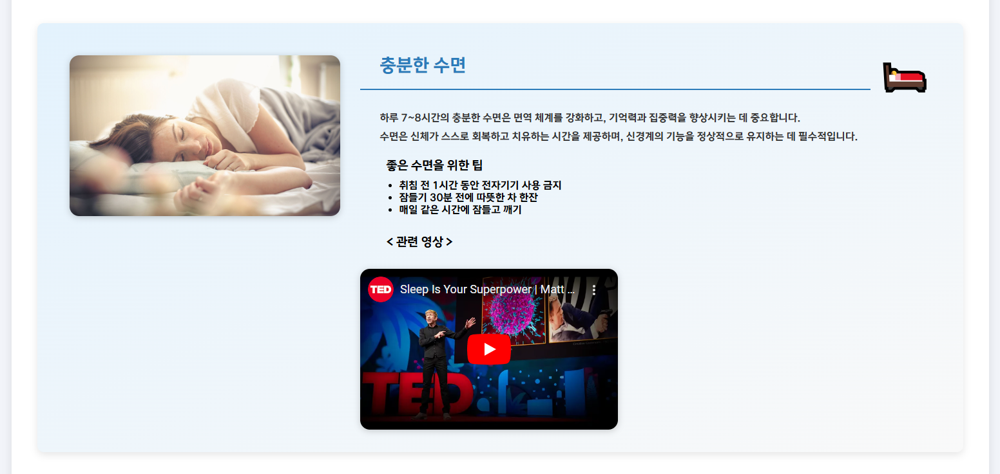 충분한 수면
하루 7~8시간의 충분한 수면은 면역 체계를 강화하고, 기억력과 집중력을 향상시키는 데 중요합니다.
수면은 신체가 스스로 회복하고 치유하는 시간을 제공하며, 신경계의 기능을 정상적으로 유지하는 데 필수적입니다.
좋은 수면을 위한 팁
• 취침 전 1시간 동안 전자기기 사용 금지
• 잠들기 30분 전에 따뜻한 차 한잔
• 매일 같은 시간에 잠들고 깨기
< 관련 영상 >
TED Sleep Is Your Superpower | Matt ...
TED